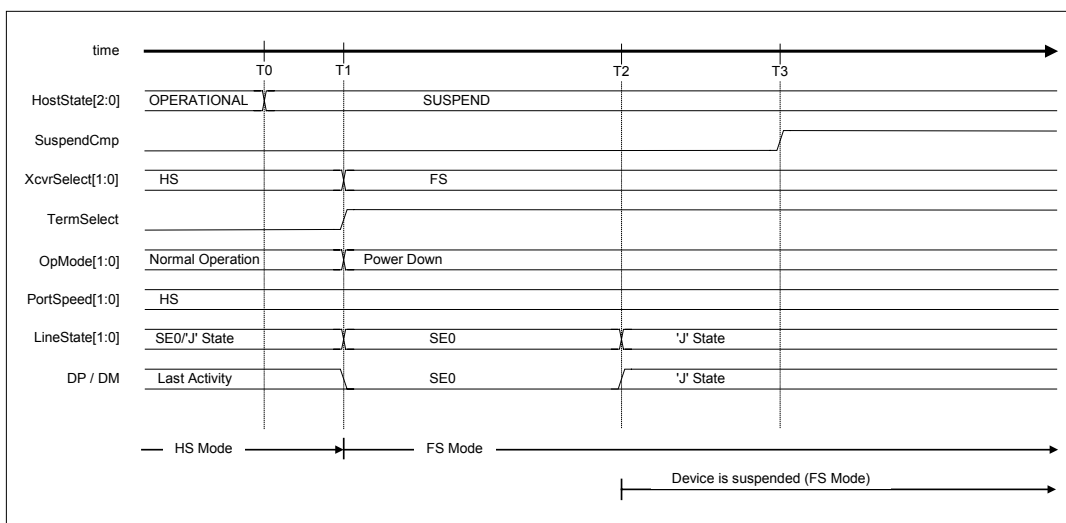 time
T0 T1 T2 T3
HostState[2:0] OPERATIONAL SUSPEND
SuspendCmp
XcvrSelect[1:0] HS FS
TermSelect
OpMode[1:0] Normal Operation Power Down
PortSpeed[1:0] HS
LineState[1:0] SE0/'J' State SE0 'J' State
DP / DM Last Activity SE0 'J' State
HS Mode FS Mode
Device is suspended (FS Mode)